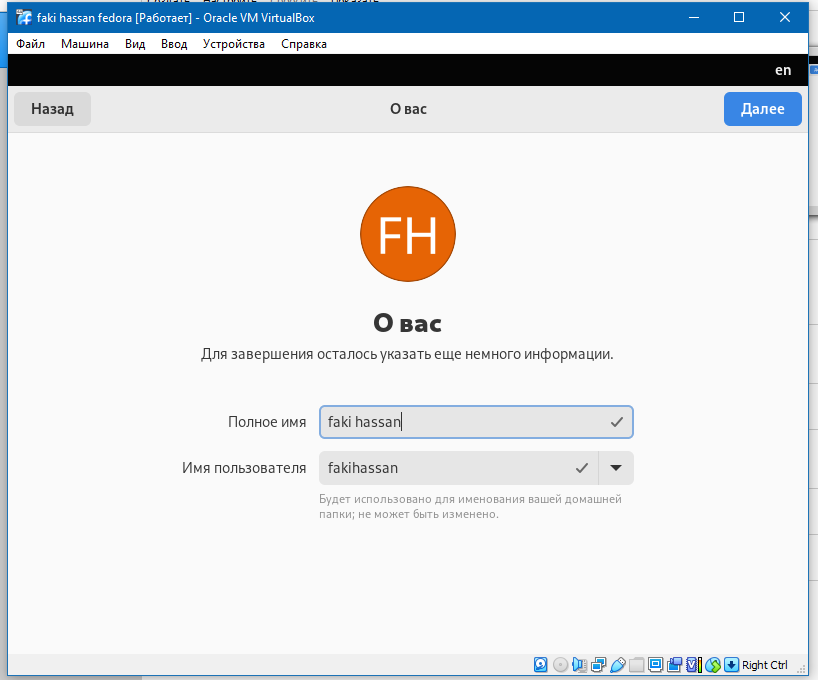 faki hassan fedora [Работает] - Oracle VM VirtualBox
Файл Машина Вид Ввод Устройства Справка
en
Назад О вас Далее
FH
О вас
Для завершения осталось указать еще немного информации.
Полное имя faki hassan
Имя пользователя fakihassan
Будет использовано для именования вашей домашней
папки; не может быть изменено.
Right Ctrl